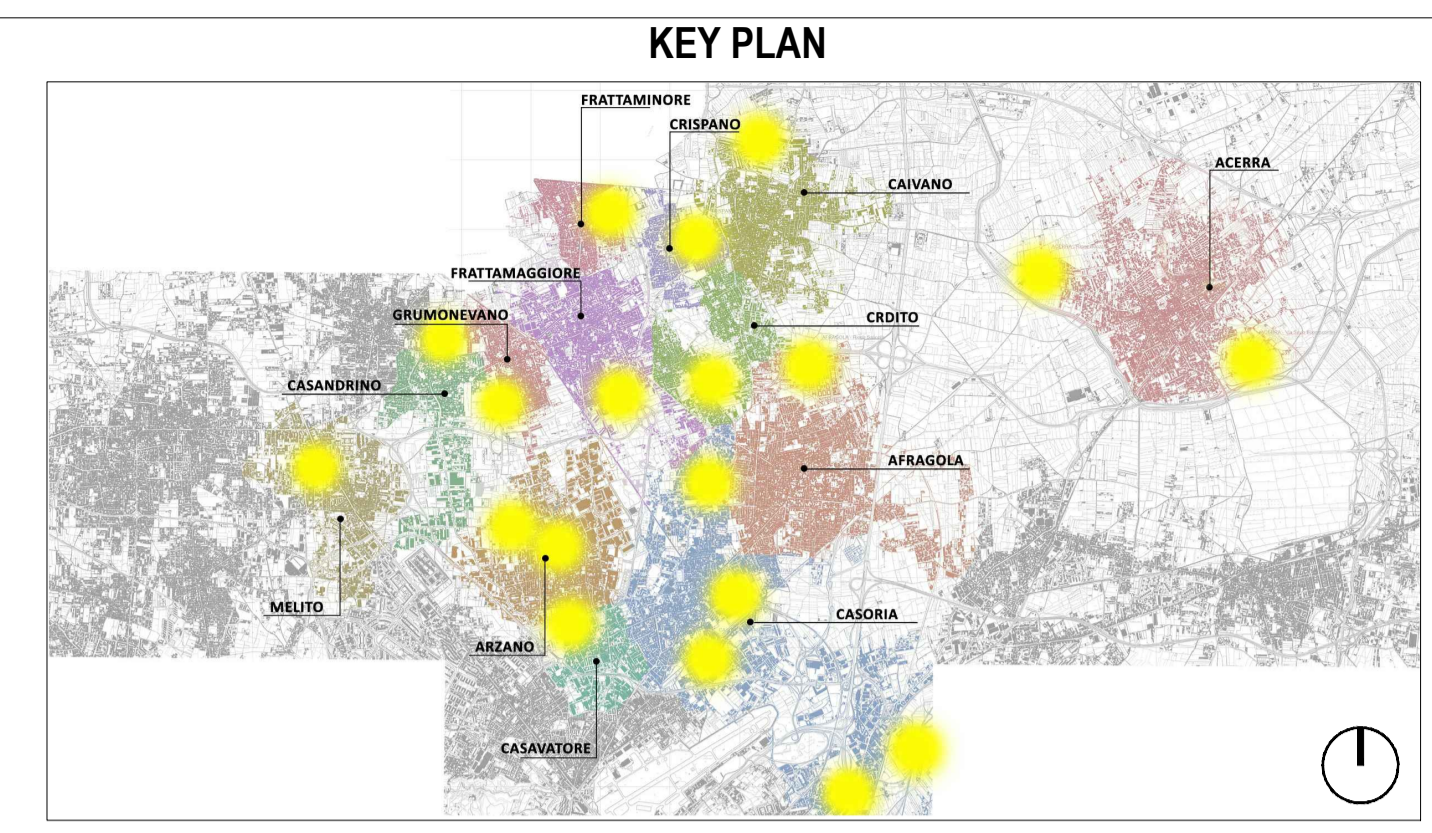 KEY PLAN
FRATTAMINORE
CRISPANO
ACERRA
CAIVANO
FRATTAMAGGIORE
GRUMONEVANO
CRDITO
CASANDRINO
AFRAGOLA
MELITO
CASORIA
ARZANO
CASAVATORE